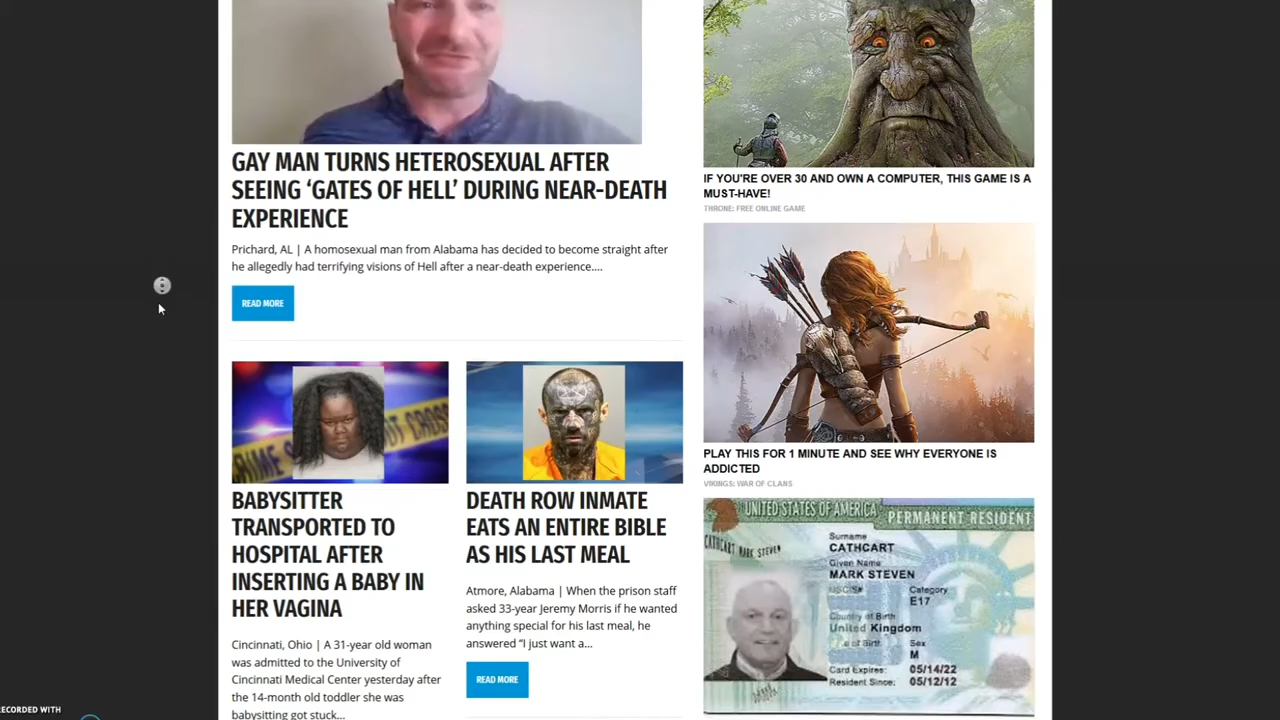 GAY MAN TURNS HETEROSEXUAL AFTER
SEEING ‘GATES OF HELL’ DURING NEAR-DEATH
EXPERIENCE
Prichard, AL | A homosexual man from Alabama has decided to become straight after
he allegedly had terrifying visions of Hell after a near-death experience....
READ MORE
BABYSITTER
TRANSPORTED TO
HOSPITAL AFTER
INSERTING A BABY IN
HER VAGINA
Cincinnati, Ohio | A 31-year old woman
was admitted to the University of
Cincinnati Medical Center yesterday after
the 14-month old toddler she was
babysitting got stuck...
DEATH ROW INMATE
EATS AN ENTIRE BIBLE
AS HIS LAST MEAL
Atmore, Alabama | When the prison staff
asked 33-year Jeremy Morris if he wanted
anything special for his last meal, he
answered “I just want a...
READ MORE
IF YOU'RE OVER 30 AND OWN A COMPUTER, THIS GAME IS A
MUST-HAVE!
THRONE: FREE ONLINE GAME
PLAY THIS FOR 1 MINUTE AND SEE WHY EVERYONE IS
ADDICTED
VIKINGS: WAR OF CLANS
UNITED STATES OF AMERICA
PERMANENT RESIDENT
CATHCART MARK STEVEN
Surname
CATHCART
Given Name
MARK STEVEN
USCIS#
Category
E17
Country of Birth
United Kingdom
of Birth
Sex
M
Card Expires: 05/14/22
Resident Since: 05/12/12
RECORDED WITH